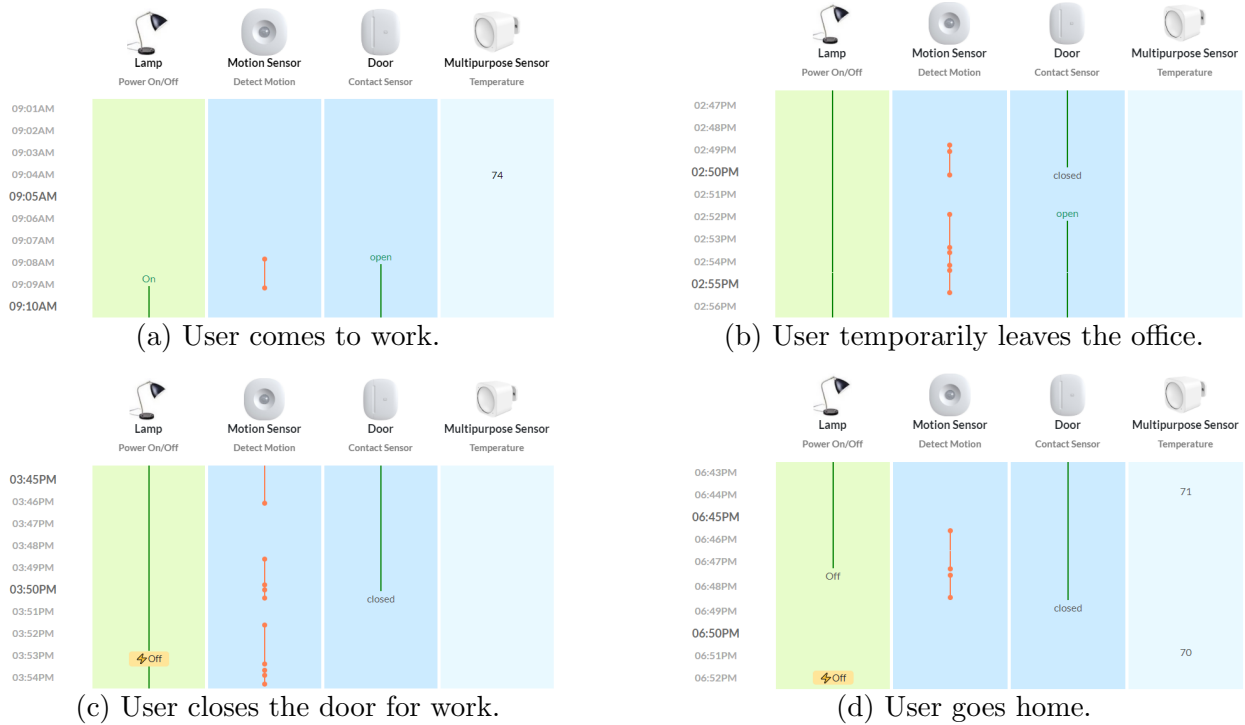 Lamp Motion Sensor Door Multipurpose Sensor
Power On/Off Detect Motion Contact Sensor Temperature
09:01AM
09:02AM
09:03AM
09:04AM 74
09:05AM
09:06AM
09:07AM
09:08AM open
On
09:09AM
09:10AM
(a) User comes to work.
Lamp Motion Sensor Door Multipurpose Sensor
Power On/Off Detect Motion Contact Sensor Temperature
02:47PM
02:48PM
02:49PM
02:50PM closed
02:51PM
02:52PM open
02:53PM
02:54PM
02:55PM
02:56PM
(b) User temporarily leaves the office.
Lamp Motion Sensor Door Multipurpose Sensor
Power On/Off Detect Motion Contact Sensor Temperature
03:45PM
03:46PM
03:47PM
03:48PM
03:49PM
03:50PM closed
03:51PM
03:52PM
03:53PM Off
03:54PM
(c) User closes the door for work.
Lamp Motion Sensor Door Multipurpose Sensor
Power On/Off Detect Motion Contact Sensor Temperature
06:43PM
06:44PM 71
06:45PM
06:46PM
06:47PM
Off
06:48PM
06:49PM closed
06:50PM
06:51PM 70
06:52PM Off
(d) User goes home.